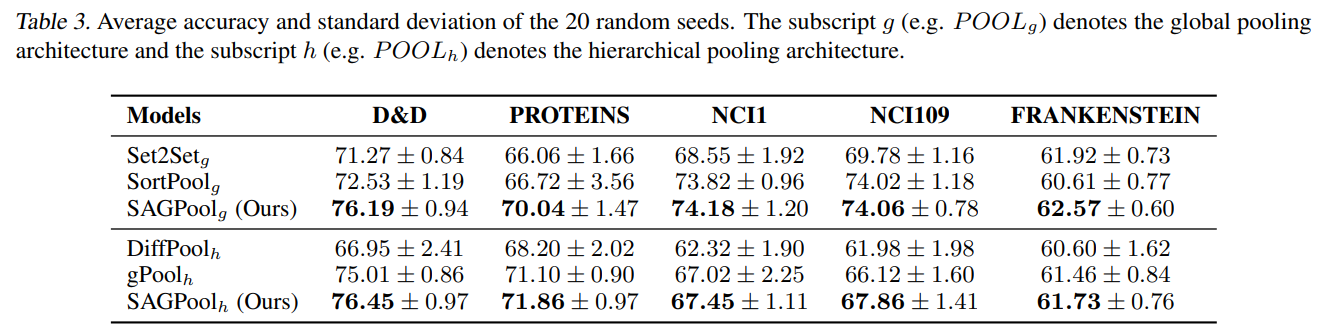 Table 3. Average accuracy and standard deviation of the 20 random seeds. The subscript g (e.g. POOLg) denotes the global pooling
architecture and the subscript h (e.g. POOLh) denotes the hierarchical pooling architecture.
Models D&D PROTEINS NCI1 NCI109 FRANKENSTEIN
Set2Setg 71.27 ± 0.84 66.06 ± 1.66 68.55 ± 1.92 69.78 ± 1.16 61.92 ± 0.73
SortPoolg 72.53 ± 1.19 66.72 ± 3.56 73.82 ± 0.96 74.02 ± 1.18 60.61 ± 0.77
SAGPoolg (Ours) 76.19 ± 0.94 70.04 ± 1.47 74.18 ± 1.20 74.06 ± 0.78 62.57 ± 0.60
DiffPoolh 66.95 ± 2.41 68.20 ± 2.02 62.32 ± 1.90 61.98 ± 1.98 60.60 ± 1.62
gPoolh 75.01 ± 0.86 71.10 ± 0.90 67.02 ± 2.25 66.12 ± 1.60 61.46 ± 0.84
SAGPoolh (Ours) 76.45 ± 0.97 71.86 ± 0.97 67.45 ± 1.11 67.86 ± 1.41 61.73 ± 0.76